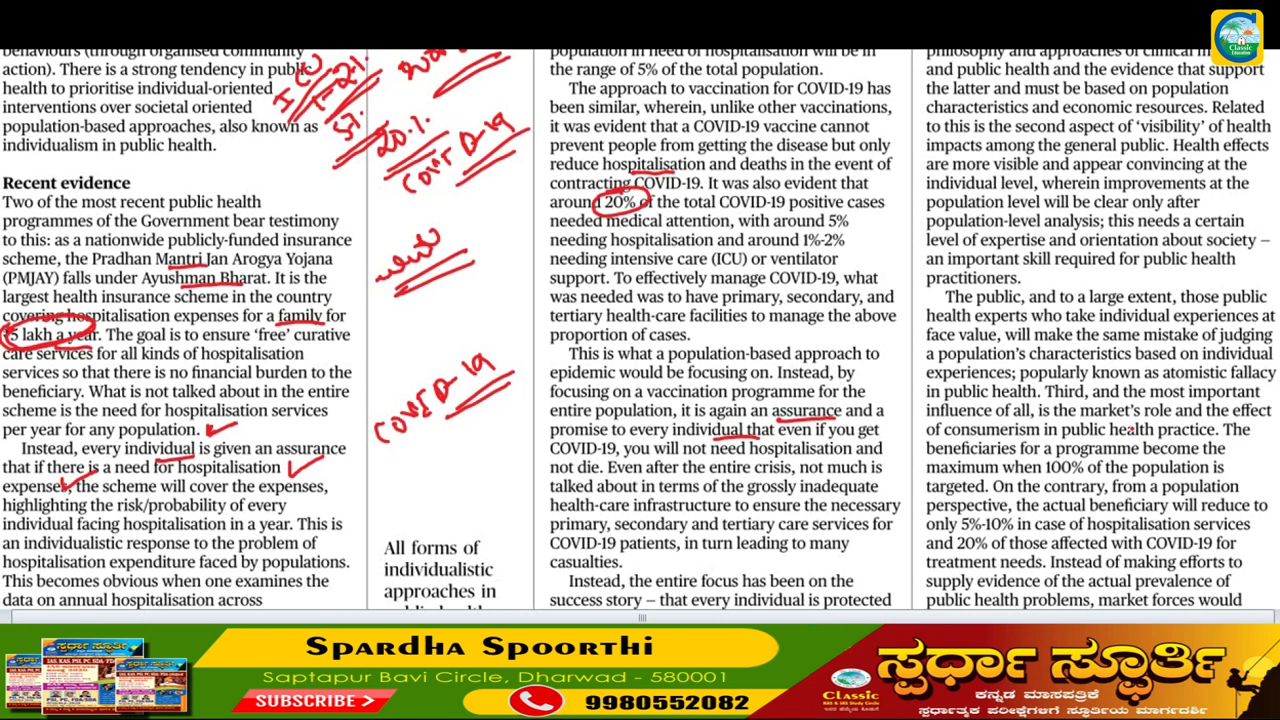 behaviours (through organised community
action). There is a strong tendency in public
health to prioritise individual-oriented
interventions over societal oriented
population-based approaches, also known as
individualism in public health.
Recent evidence
Two of the most recent public health
programmes of the Government bear testimony
to this: as a nationwide publicly-funded insurance
scheme, the Pradhan Mantri Jan Arogya Yojana
(PMJAY) falls under Ayushman Bharat. It is the
largest health insurance scheme in the country
covering hospitalisation expenses for a family for
₹5 lakh a year. The goal is to ensure ‘free’ curative
care services for all kinds of hospitalisation
services so that there is no financial burden to the
beneficiary. What is not talked about in the entire
scheme is the need for hospitalisation services
per year for any population.
Instead, every individual is given an assurance
that if there is a need for hospitalisation
expenses, the scheme will cover the expenses,
highlighting the risk/probability of every
individual facing hospitalisation in a year. This is
an individualistic response to the problem of
hospitalisation expenditure faced by populations.
This becomes obvious when one examines the
data on annual hospitalisation across
ICU
1-2%
5%
20%
COVID-19
COVID-19
All forms of
individualistic
approaches in
population in need of hospitalisation will be in
the range of 5% of the total population.
The approach to vaccination for COVID-19 has
been similar, wherein, unlike other vaccinations,
it was evident that a COVID-19 vaccine cannot
prevent people from getting the disease but only
reduce hospitalisation and deaths in the event of
contracting COVID-19. It was also evident that
around 20% of the total COVID-19 positive cases
needed medical attention, with around 5%
needing hospitalisation and around 1%-2%
needing intensive care (ICU) or ventilator
support. To effectively manage COVID-19, what
was needed was to have primary, secondary, and
tertiary health-care facilities to manage the above
proportion of cases.
This is what a population-based approach to
epidemic would be focusing on. Instead, by
focusing on a vaccination programme for the
entire population, it is again an assurance and a
promise to every individual that even if you get
COVID-19, you will not need hospitalisation and
not die. Even after the entire crisis, not much is
talked about in terms of the grossly inadequate
health-care infrastructure to ensure the necessary
primary, secondary and tertiary care services for
COVID-19 patients, in turn leading to many
casualties.
Instead, the entire focus has been on the
success story — that every individual is protected
philosophy and approaches of clinical
and public health and the evidence that support
the latter and must be based on population
characteristics and economic resources. Related
to this is the second aspect of ‘visibility’ of health
impacts among the general public. Health effects
are more visible and appear convincing at the
individual level, wherein improvements at the
population level will be clear only after
population-level analysis; this needs a certain
level of expertise and orientation about society —
an important skill required for public health
practitioners.
The public, and to a large extent, those public
health experts who take individual experiences at
face value, will make the same mistake of judging
a population’s characteristics based on individual
experiences; popularly known as atomistic fallacy
in public health. Third, and the most important
influence of all, is the market’s role and the effect
of consumerism in public health practice. The
beneficiaries for a programme become the
maximum when 100% of the population is
targeted. On the contrary, from a population
perspective, the actual beneficiary will reduce to
only 5%-10% in case of hospitalisation services
and 20% of those affected with COVID-19 for
treatment needs. Instead of making efforts to
supply evidence of the actual prevalence of
public health problems, market forces would
Classic
Education
Spardha Spoorthi
Saptapur Bavi Circle, Dharwad - 580001
SUBSCRIBE
9980552082
Classic
KAS & IAS Study Circle
ಸ್ಪರ್ಧಾ ಸ್ಫೂರ್ತಿ
ಕನ್ನಡ ಮಾಸಪತ್ರಿಕೆ
ಸ್ಪರ್ಧಾತ್ಮಕ ಪರೀಕ್ಷೆಗಳಿಗೆ ಸ್ಫೂರ್ತಿಯ ಮಾರ್ಗದರ್ಶಿ